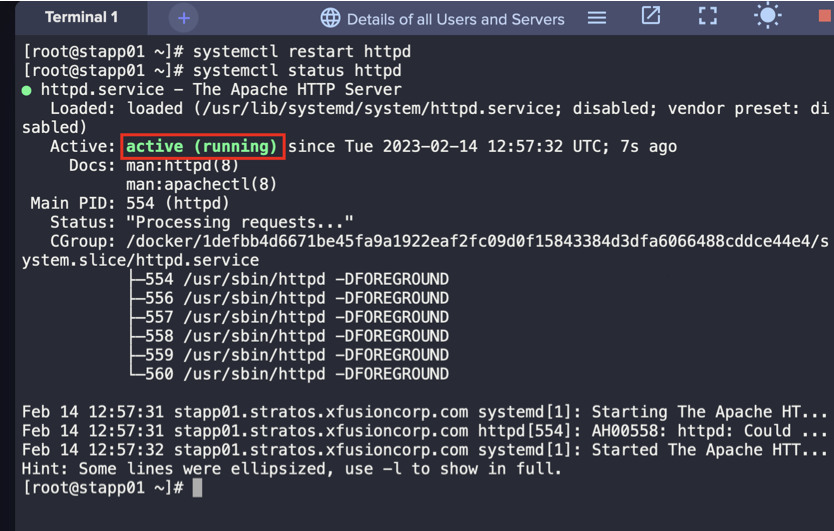 Terminal 1
+
Details of all Users and Servers
[root@stapp01 ~]# systemctl restart httpd
[root@stapp01 ~]# systemctl status httpd
● httpd.service - The Apache HTTP Server
   Loaded: loaded (/usr/lib/systemd/system/httpd.service; disabled; vendor preset: di
sabled)
   Active: active (running) since Tue 2023-02-14 12:57:32 UTC; 7s ago
     Docs: man:httpd(8)
           man:apachectl(8)
 Main PID: 554 (httpd)
   Status: "Processing requests..."
   CGroup: /docker/1defbb4d6671be45fa9a1922eaf2fc09d0f15843384d3dfa6066488cddce44e4/s
ystem.slice/httpd.service
           ├─554 /usr/sbin/httpd -DFOREGROUND
           ├─556 /usr/sbin/httpd -DFOREGROUND
           ├─557 /usr/sbin/httpd -DFOREGROUND
           ├─558 /usr/sbin/httpd -DFOREGROUND
           ├─559 /usr/sbin/httpd -DFOREGROUND
           └─560 /usr/sbin/httpd -DFOREGROUND
Feb 14 12:57:31 stapp01.stratos.xfusioncorp.com systemd[1]: Starting The Apache HT...
Feb 14 12:57:31 stapp01.stratos.xfusioncorp.com httpd[554]: AH00558: httpd: Could ...
Feb 14 12:57:32 stapp01.stratos.xfusioncorp.com systemd[1]: Started The Apache HTT...
Hint: Some lines were ellipsized, use -l to show in full.
[root@stapp01 ~]#